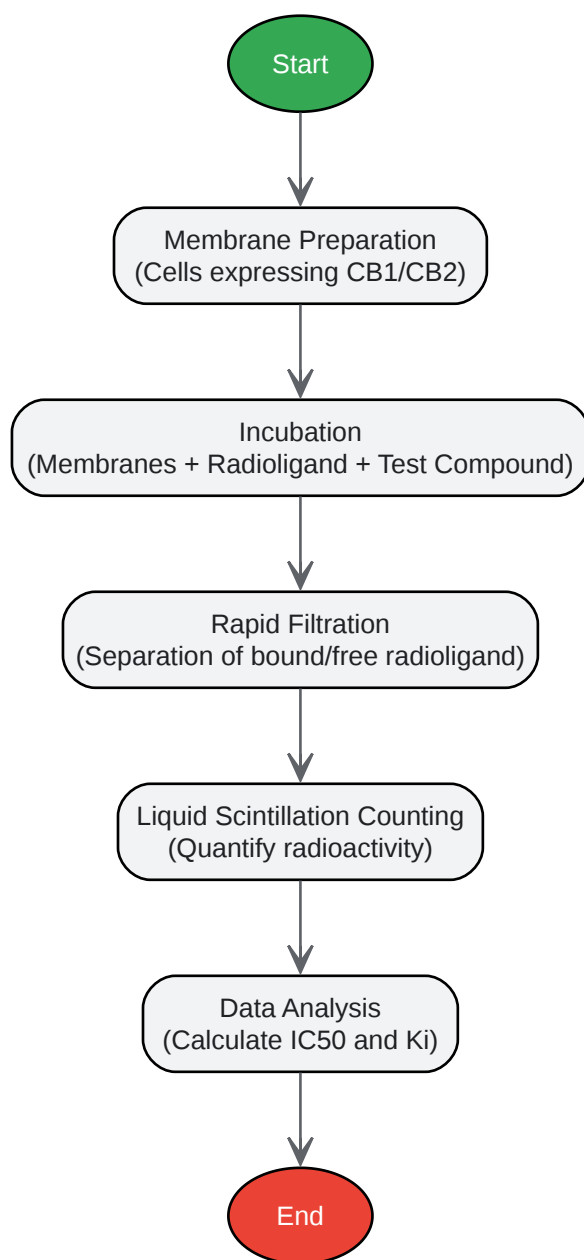 Start
Membrane Preparation
(Cells expressing CB1/CB2)
Incubation
(Membranes + Radioligand + Test Compound)
Rapid Filtration
(Separation of bound/free radioligand)
Liquid Scintillation Counting
(Quantify radioactivity)
Data Analysis
(Calculate IC50 and Ki)
End